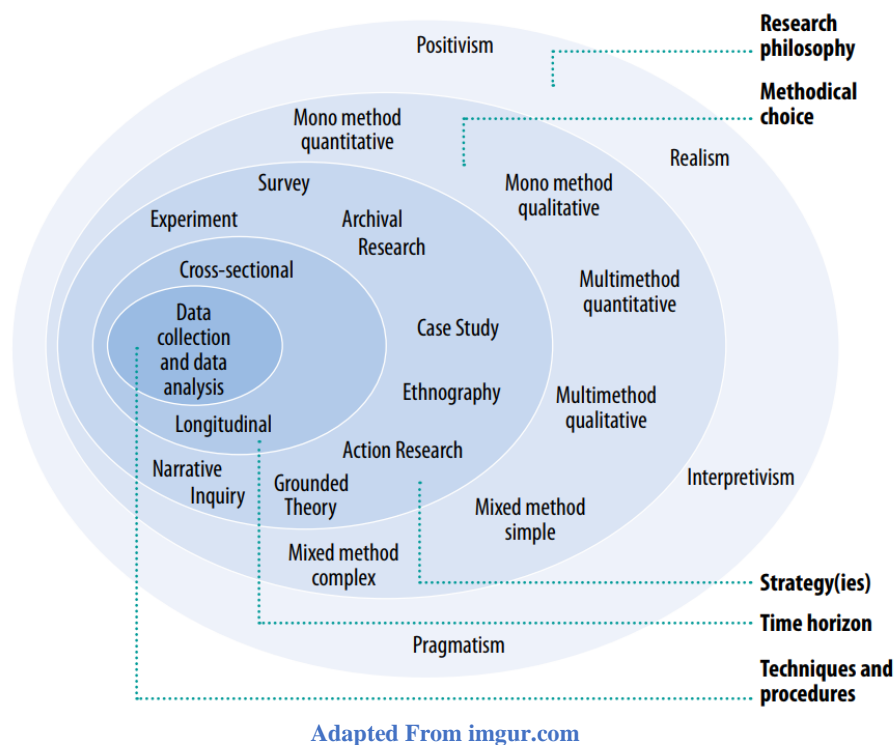 Positivism
Research
philosophy
Methodical
choice
Mono method
quantitative
Realism
Survey
Mono method
qualitative
Experiment
Archival
Research
Cross-sectional
Multimethod
quantitative
Data
collection
and data
analysis
Case Study
Ethnography
Multimethod
qualitative
Longitudinal
Action Research
Narrative
Inquiry
Grounded
Theory
Interpretivism
Mixed method
simple
Mixed method
complex
Strategy(ies)
Time horizon
Pragmatism
Techniques and
procedures
Adapted From imgur.com